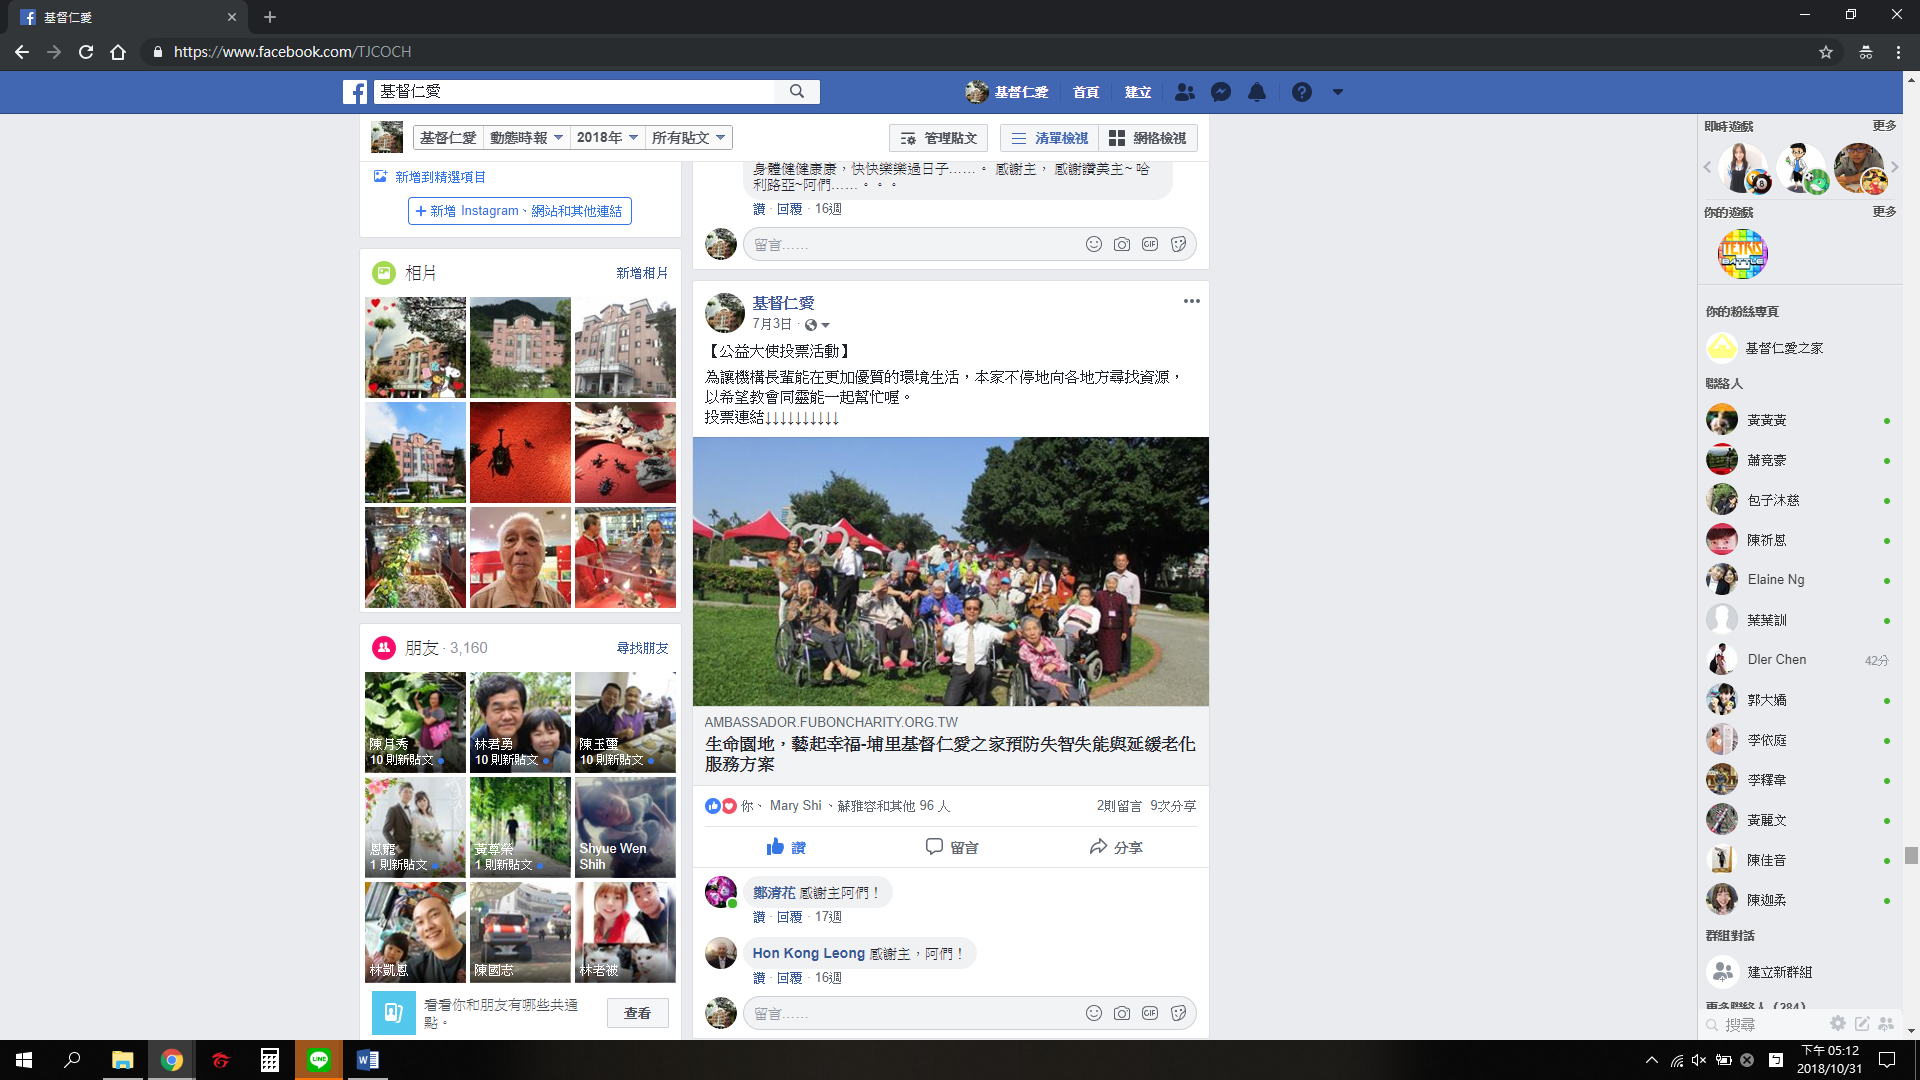 基督仁愛
https://www.facebook.com/TJCOCH
基督仁愛
基督仁愛 首頁 建立
基督仁愛 動態時報 2018年 所有貼文
管理貼文 清單檢視 網格檢視
新增到精選項目
+ 新增 Instagram、網站和其他連結
相片 新增相片
朋友 · 3,160 尋找朋友
陳月秀
10 則新貼文
林君勇
10 則新貼文
陳玉璽
10 則新貼文
恩寵
1 則新貼文
黃尊榮
1 則新貼文
Shyue Wen
Shih
林凱恩
陳國志
林老被
看看你和朋友有哪些共通
點。
查看
身體健健康康，快快樂樂過日子……。 感謝主， 感謝讚美主~ 哈
利路亞~阿們……。。。
讚 · 回覆 · 16週
留言……
GIF
基督仁愛
7月3日
【公益大使投票活動】
為讓機構長輩能在更加優質的環境生活，本家不停地向各地方尋找資源，
以希望教會同靈能一起幫忙喔。
投票連結↓↓↓↓↓↓↓↓↓↓
AMBASSADOR.FUBONCHARITY.ORG.TW
生命園地，藝起幸福-埔里基督仁愛之家預防失智失能與延緩老化
服務方案
你、 Mary Shi 、蘇雅容和其他 96 人
2則留言 9次分享
讚 留言 分享
鄭清花 感謝主阿們！
讚 · 回覆 · 17週
Hon Kong Leong 感謝主，阿們！
讚 · 回覆 · 16週
留言……
GIF
即時遊戲 更多
8
你的遊戲 更多
TETRIS
BATTLE
你的粉絲專頁
基督仁愛之家
聯絡人
黃黃黃
蕭竟豪
包子沐慈
陳祈恩
Elaine Ng
葉葉訓
Dler Chen 42分
郭大嬌
李依庭
李釋韋
黃麗文
陳佳音
陳迦柔
群組對話
建立新群組
更多聯絡人（284）
搜尋
LINE
ㄅ
下午 05:12
2018/10/31